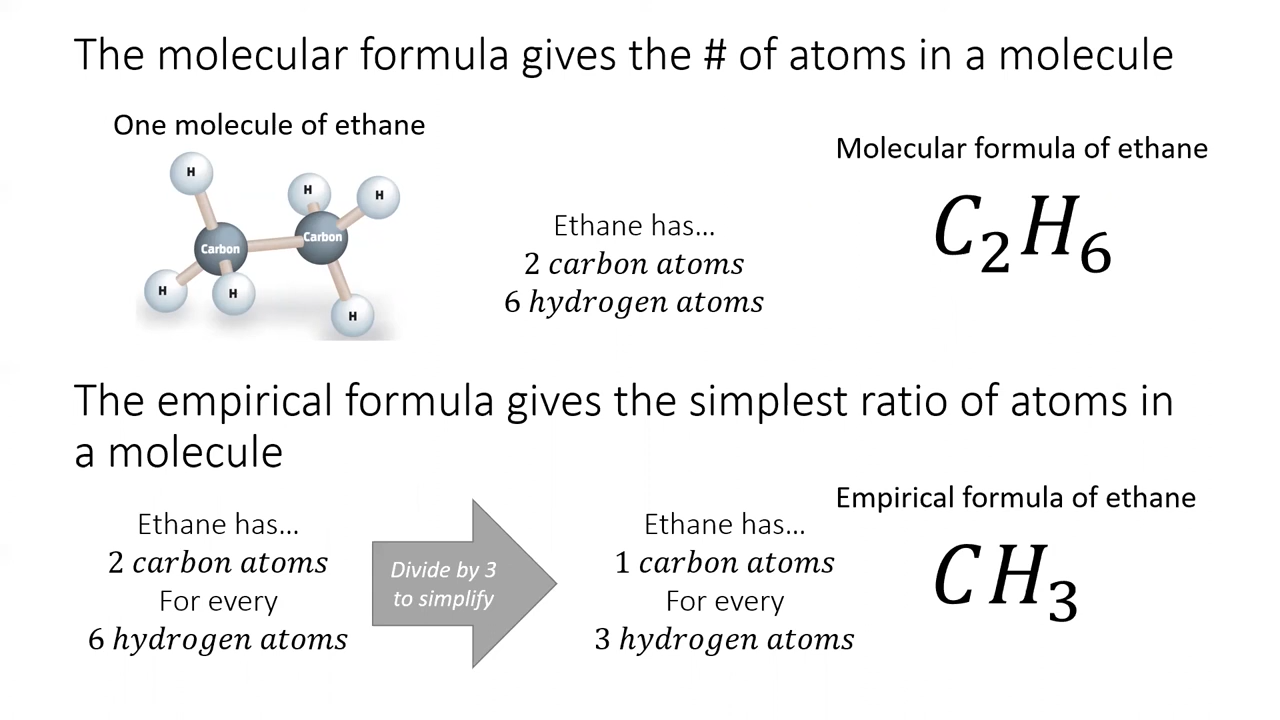 The molecular formula gives the # of atoms in a molecule
One molecule of ethane
H
H
H
Carbon
Carbon
H
H
H
Ethane has...
2 carbon atoms
6 hydrogen atoms
Molecular formula of ethane
C₂H₆
The empirical formula gives the simplest ratio of atoms in
a molecule
Ethane has...
2 carbon atoms
For every
6 hydrogen atoms
Divide by 3
to simplify
Ethane has...
1 carbon atoms
For every
3 hydrogen atoms
Empirical formula of ethane
CH₃